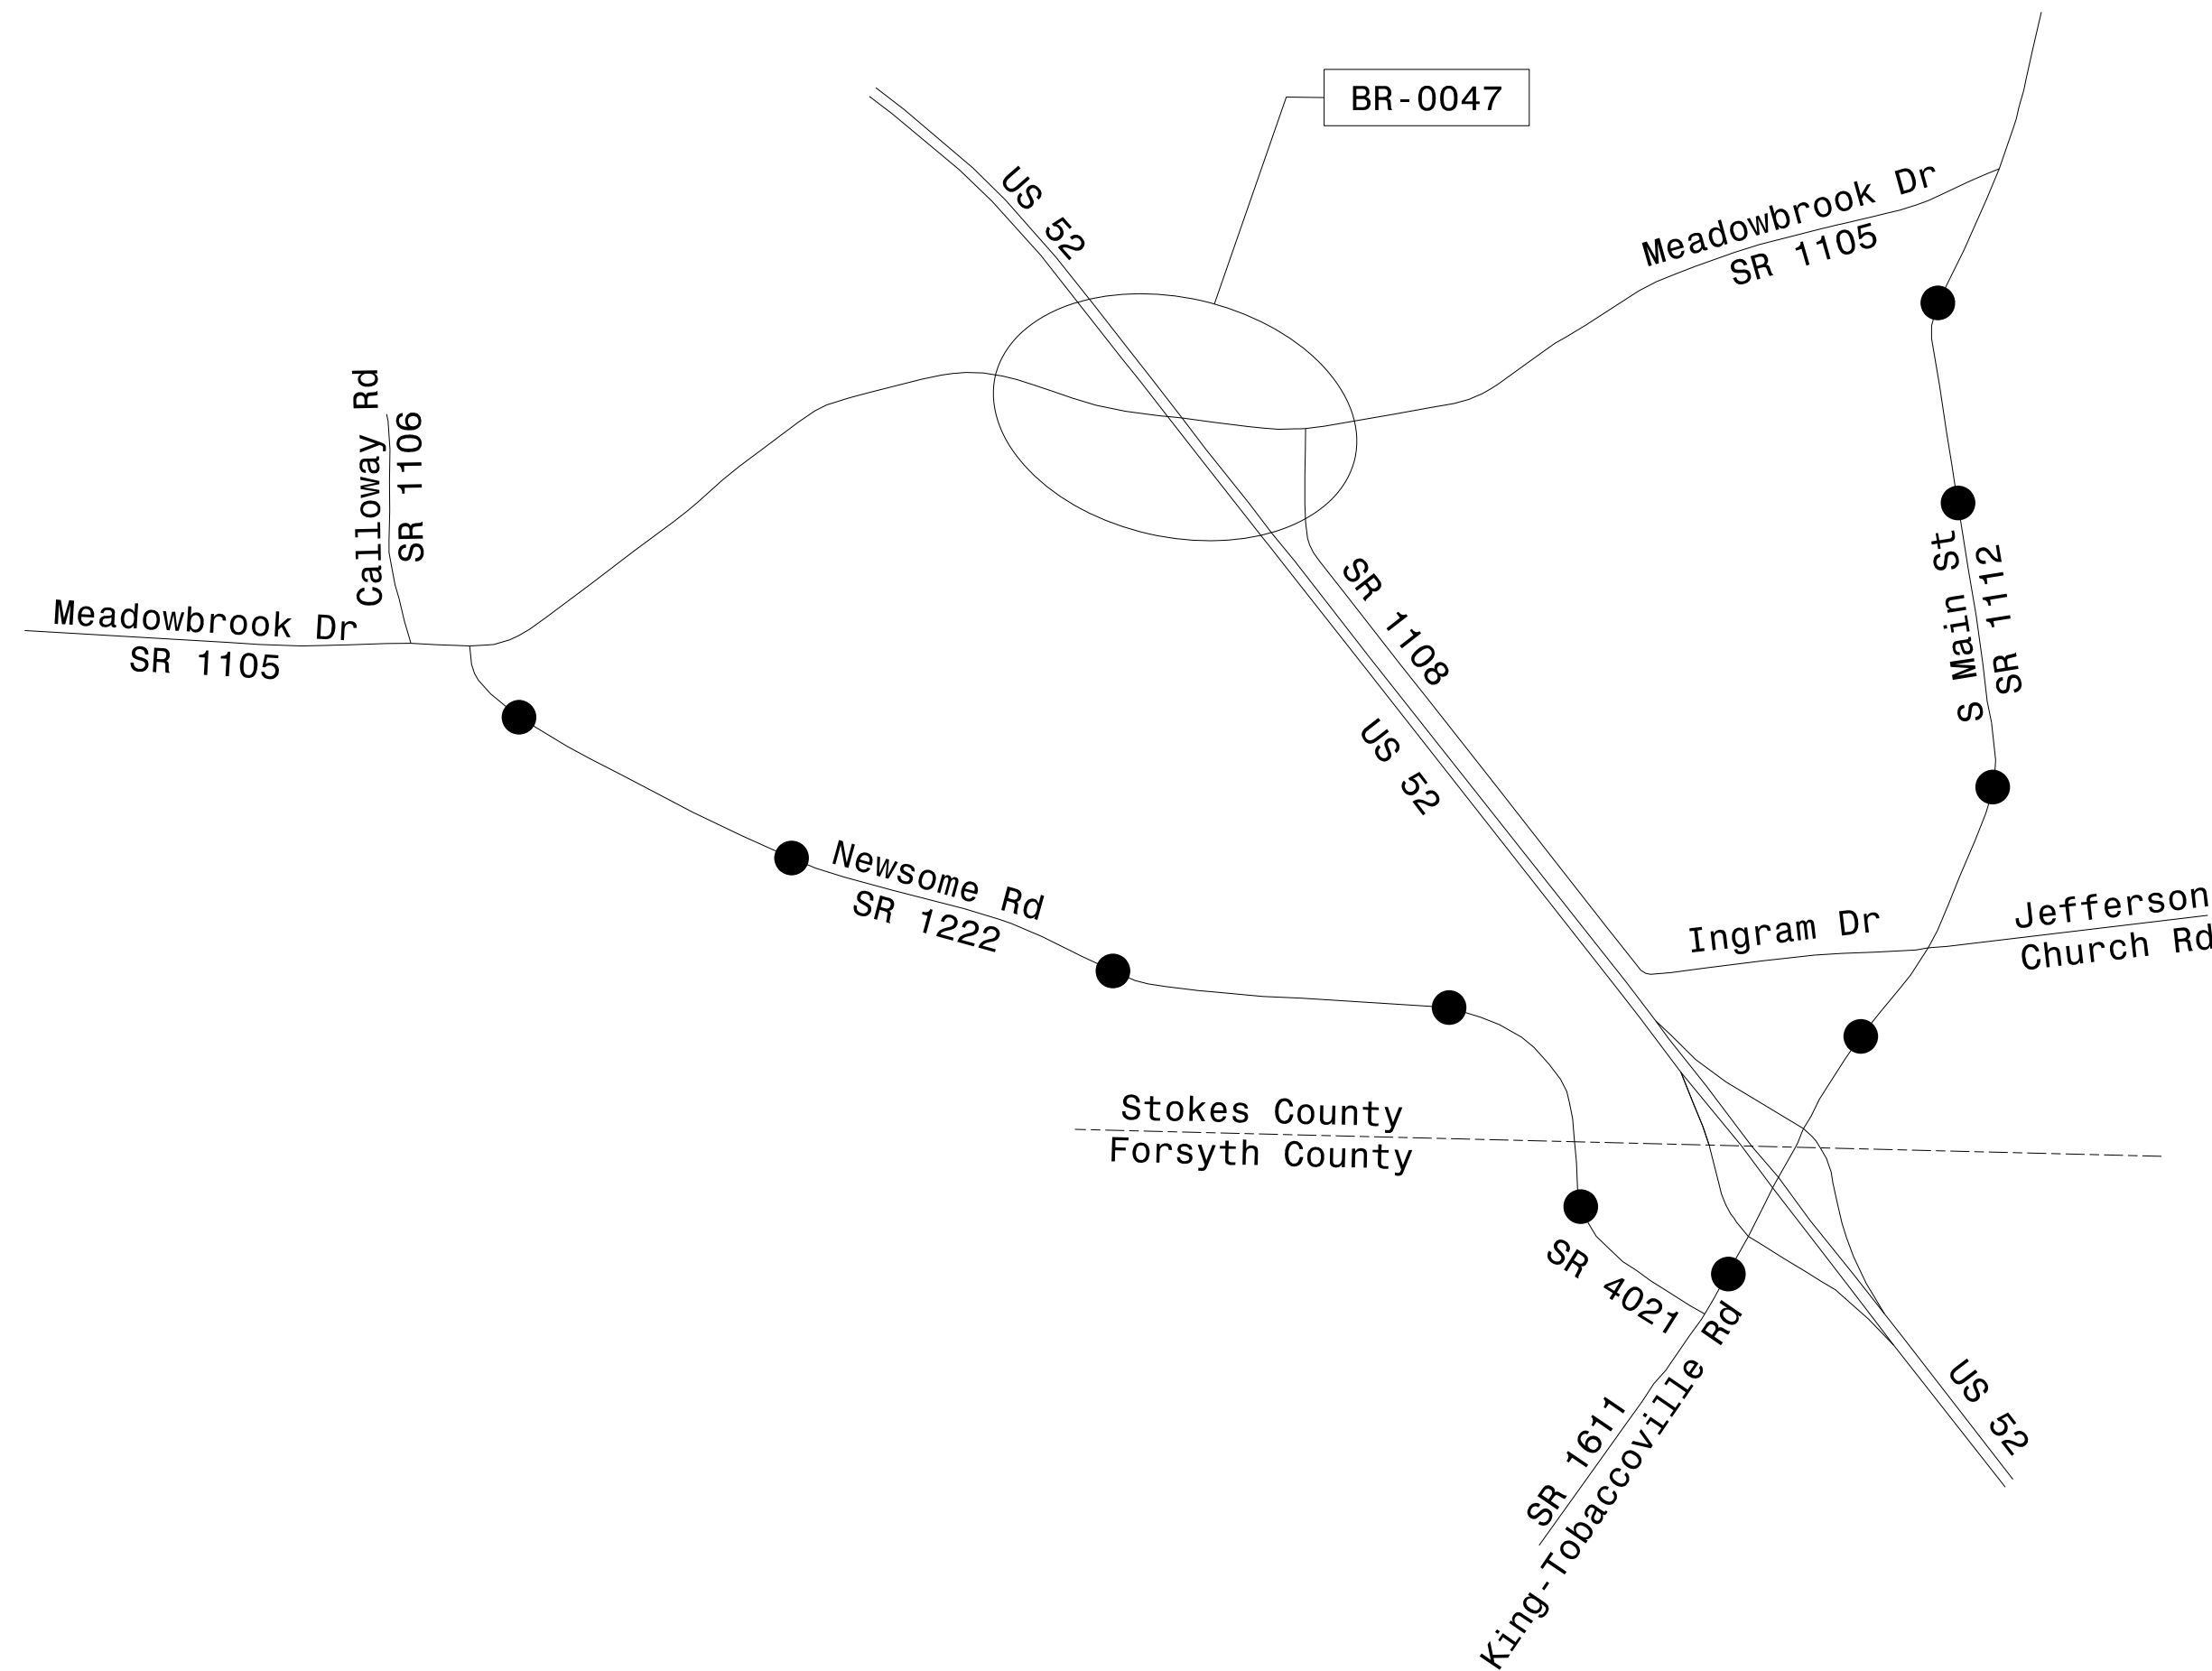 BR-0047
US 52
Meadowbrook Dr
SR 1105
Calloway Rd
SR 1106
Meadowbrook Dr
SR 1105
SR 1108
S Main St
SR 1112
US 52
Newsome Rd
SR 1222
Ingram Dr
Jefferson
Church Rd
Stokes County
Forsyth County
SR 4021
US 52
SR 1611
King-Tobaccoville Rd